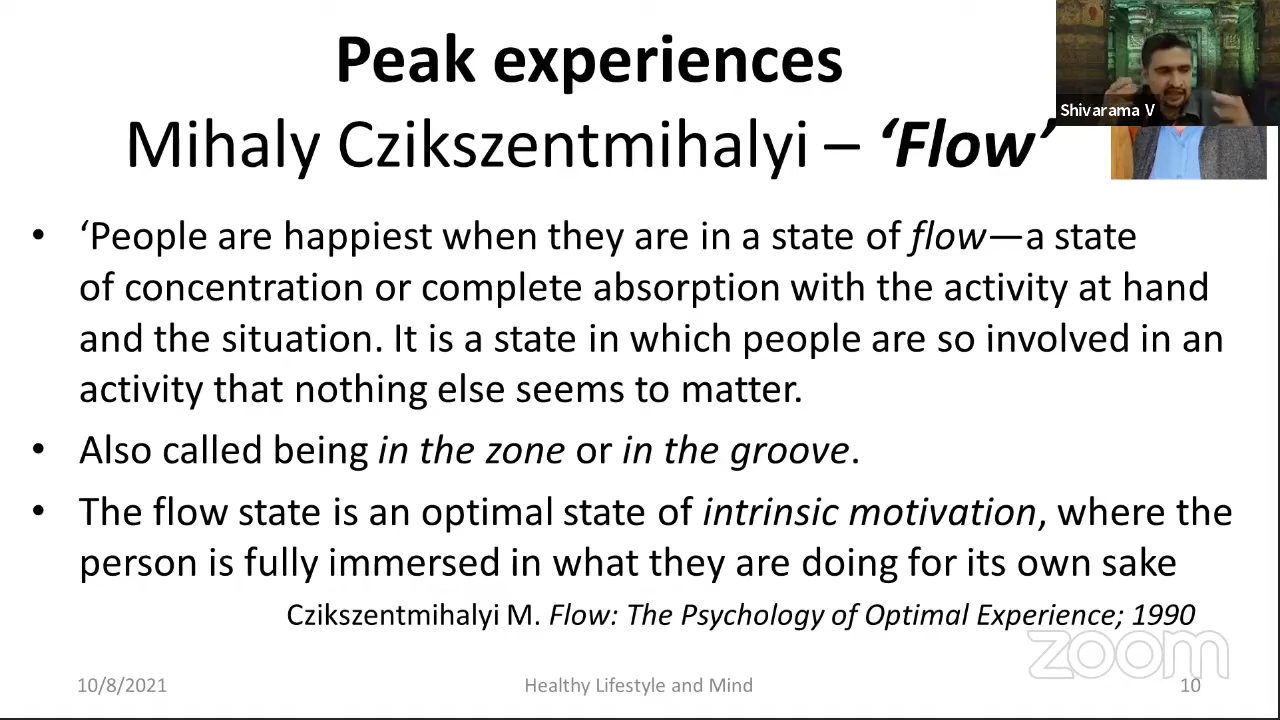 Peak experiences
Mihaly Czikszentmihalyi – ‘Flow’
Shivarama V
• ‘People are happiest when they are in a state of flow—a state
of concentration or complete absorption with the activity at hand
and the situation. It is a state in which people are so involved in an
activity that nothing else seems to matter.
• Also called being in the zone or in the groove.
• The flow state is an optimal state of intrinsic motivation, where the
person is fully immersed in what they are doing for its own sake
Czikszentmihalyi M. Flow: The Psychology of Optimal Experience; 1990
zoom
10/8/2021
Healthy Lifestyle and Mind
10